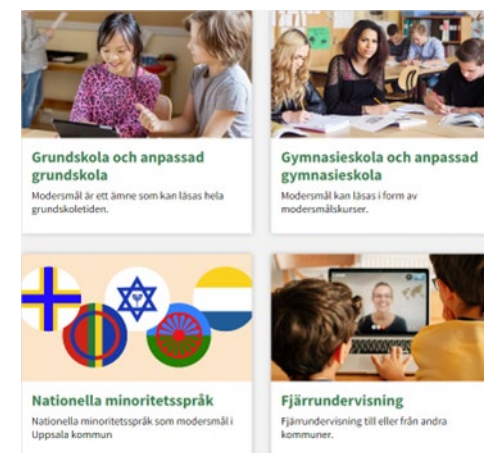 Grundskola och anpassad
grundskola
Modersmål är ett ämne som kan läsas hela
grundskoletiden.
Gymnasieskola och anpassad
gymnasieskola
Modersmål kan läsas i form av
modersmålskurser.
Nationella minoritetsspråk
Nationella minoritetsspråk som modersmål i
Uppsala kommun
Fjärrundervisning
Fjärrundervisning till eller från andra
kommuner.